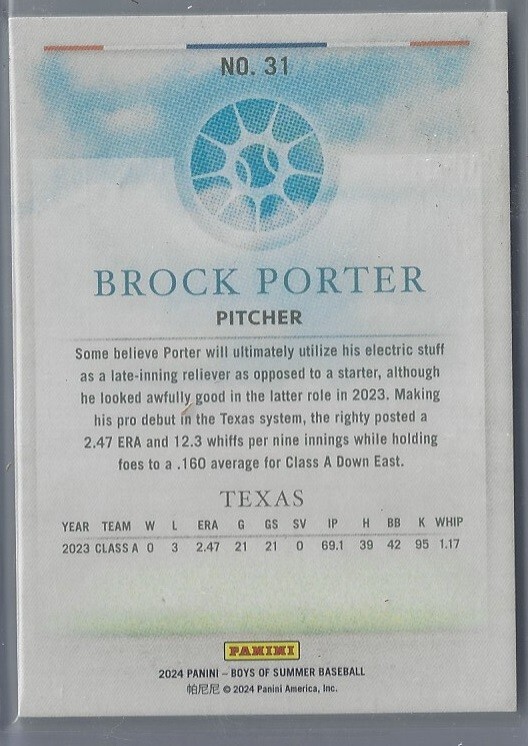 NO. 31
BROCK PORTER
PITCHER
Some believe Porter will ultimately utilize his electric stuff
as a late-inning reliever as opposed to a starter, although
he looked awfully good in the latter role in 2023. Making
his pro debut in the Texas system, the righty posted a
2.47 ERA and 12.3 whiffs per nine innings while holding
foes to a .160 average for Class A Down East.
TEXAS
YEAR TEAM W L ERA G GS SV IP H BB K WHIP
2023 CLASS A 0 3 2.47 21 21 0 69.1 39 42 95 1.17
PANINI
2024 PANINI – BOYS OF SUMMER BASEBALL
帕尼尼 © 2024 Panini America, Inc.